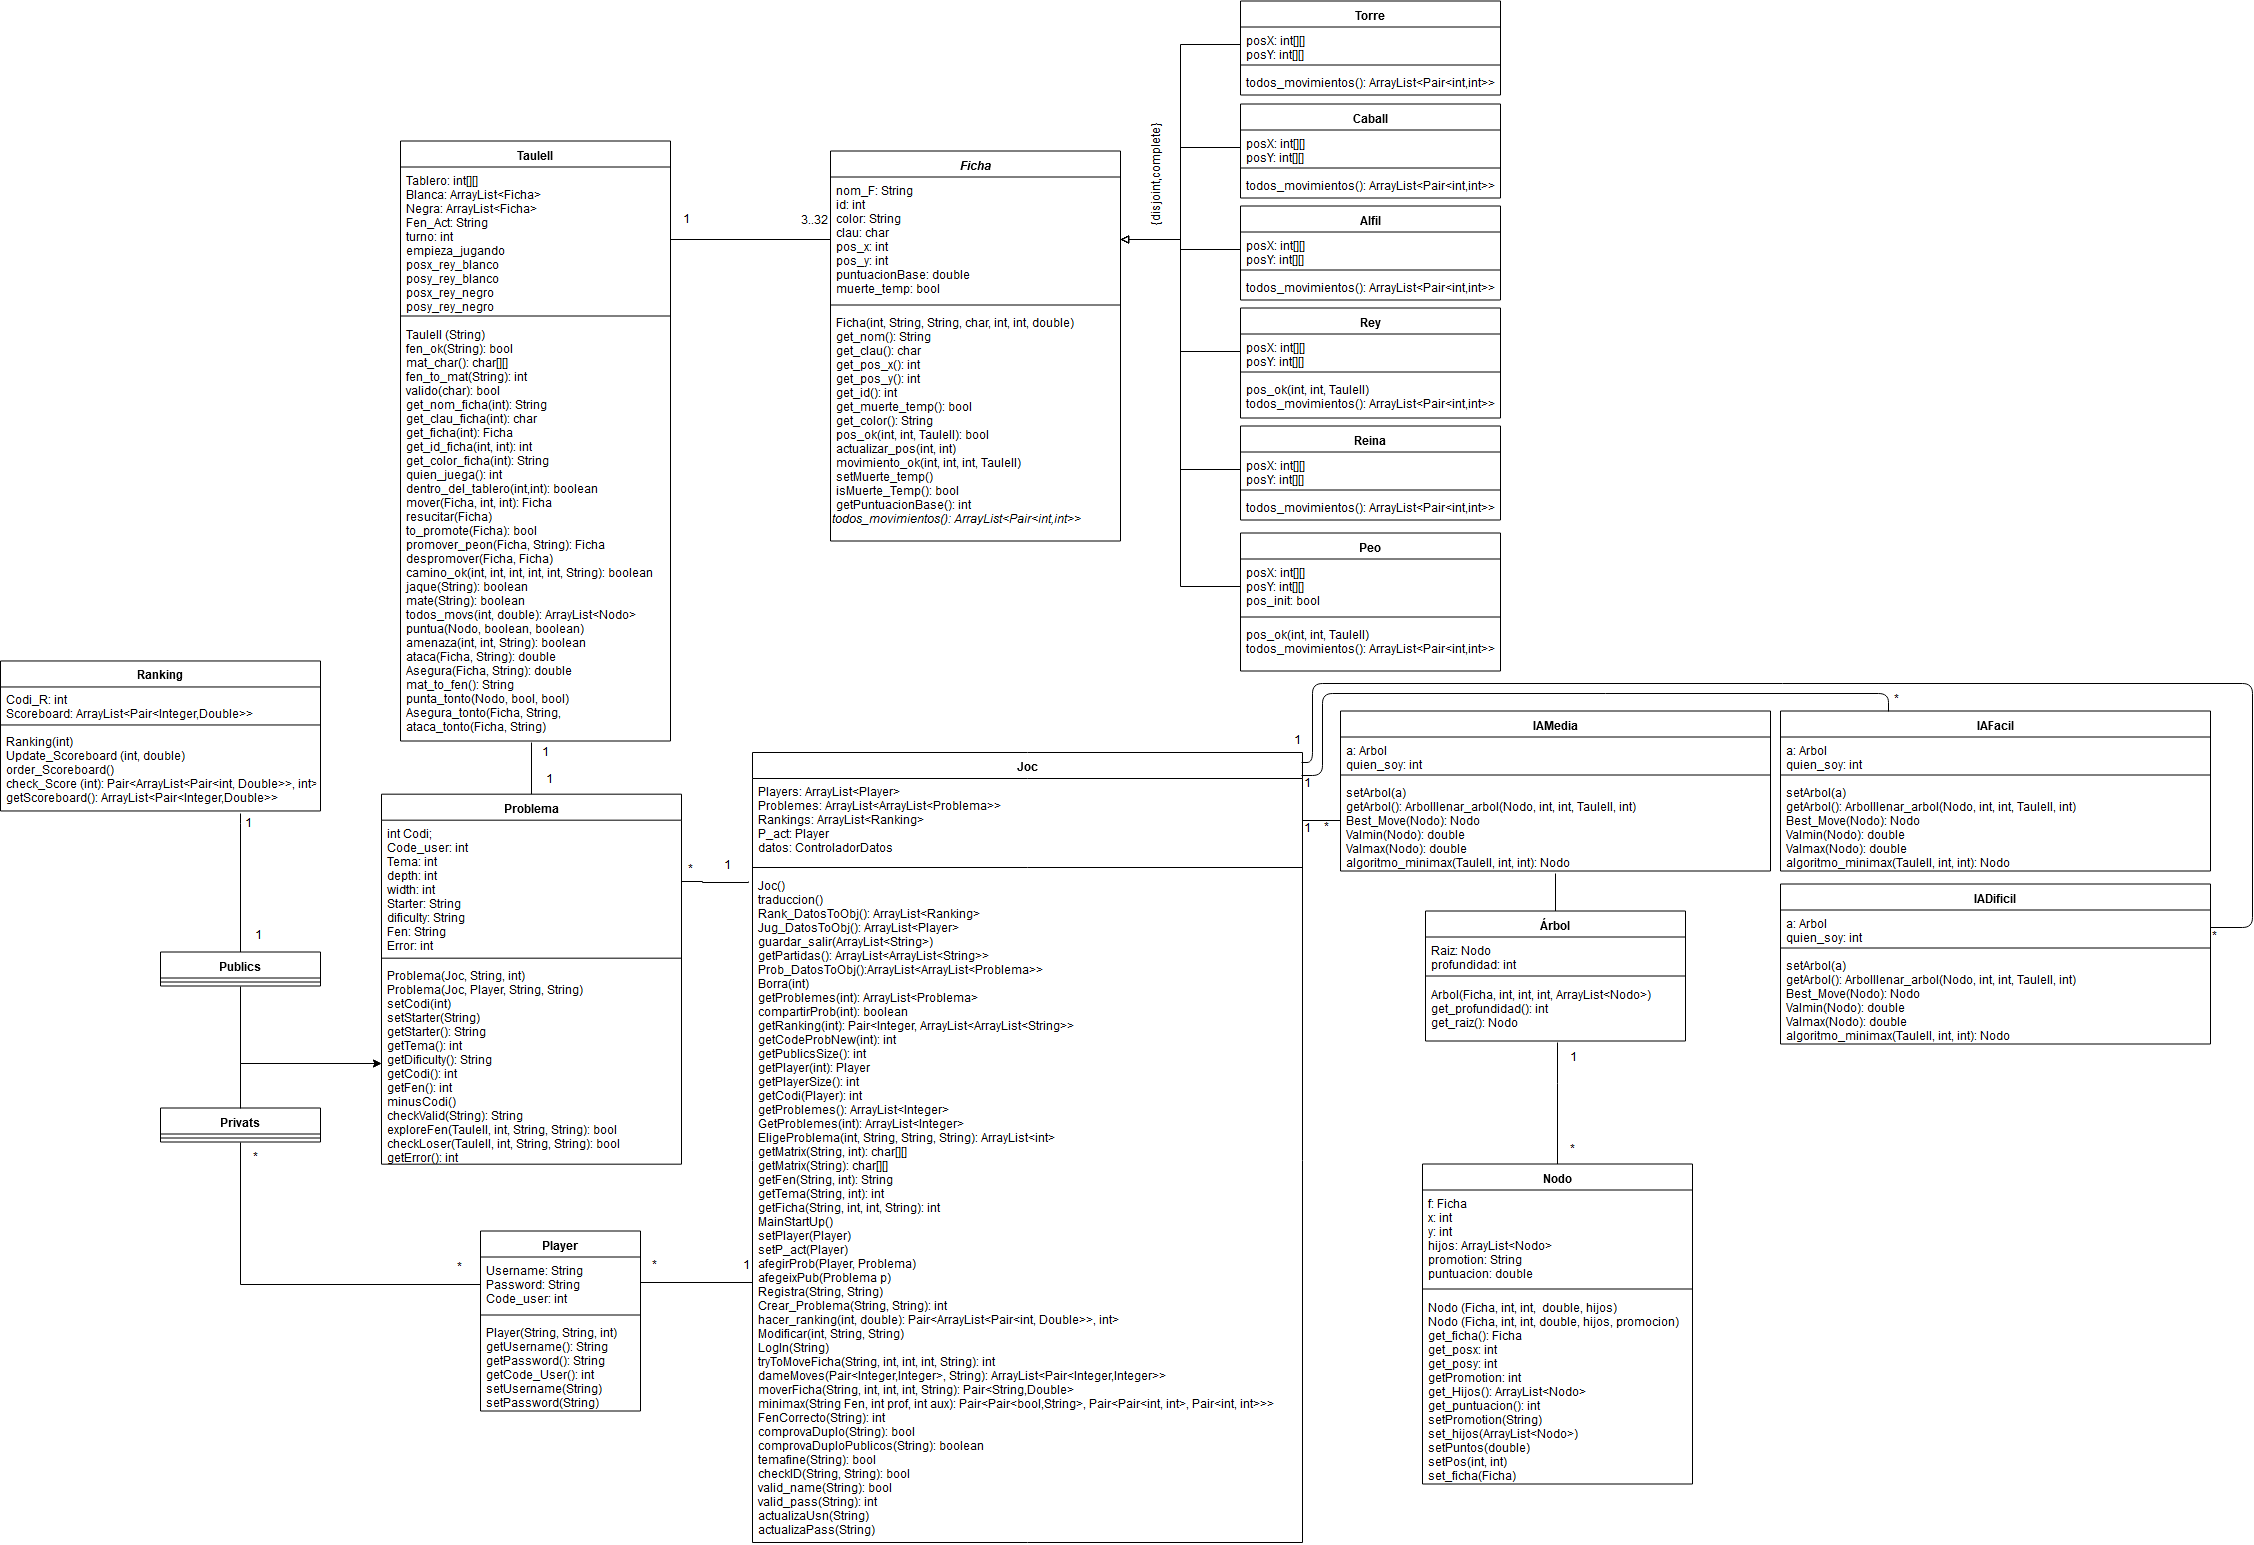 Torre
posX: int[][]
posY: int[][]
todos_movimientos(): ArrayList<Pair<int,int>>
Caball
posX: int[][]
posY: int[][]
todos_movimientos(): ArrayList<Pair<int,int>>
Alfil
posX: int[][]
posY: int[][]
todos_movimientos(): ArrayList<Pair<int,int>>
Rey
posX: int[][]
posY: int[][]
pos_ok(int, int, Taulell)
todos_movimientos(): ArrayList<Pair<int,int>>
Reina
posX: int[][]
posY: int[][]
todos_movimientos(): ArrayList<Pair<int,int>>
Peo
posX: int[][]
posY: int[][]
pos_init: bool
pos_ok(int, int, Taulell)
todos_movimientos(): ArrayList<Pair<int,int>>
{disjoint,complete}
Taulell
Tablero: int[][]
Blanca: ArrayList<Ficha>
Negra: ArrayList<Ficha>
Fen_Act: String
turno: int
empieza_jugando
posx_rey_blanco
posy_rey_blanco
posx_rey_negro
posy_rey_negro
Taulell (String)
fen_ok(String): bool
mat_char(): char[][]
fen_to_mat(String): int
valido(char): bool
get_nom_ficha(int): String
get_clau_ficha(int): char
get_ficha(int): Ficha
get_id_ficha(int, int): int
get_color_ficha(int): String
quien_juega(): int
dentro_del_tablero(int,int): boolean
mover(Ficha, int, int): Ficha
resucitar(Ficha)
to_promote(Ficha): bool
promover_peon(Ficha, String): Ficha
despromover(Ficha, Ficha)
camino_ok(int, int, int, int, int, String): boolean
jaque(String): boolean
mate(String): boolean
todos_movs(int, double): ArrayList<Nodo>
puntua(Nodo, boolean, boolean)
amenaza(int, int, String): boolean
ataca(Ficha, String): double
Asegura(Ficha, String): double
mat_to_fen(): String
punta_tonto(Nodo, bool, bool)
Asegura_tonto(Ficha, String,
ataca_tonto(Ficha, String)
1
3..32
Ficha
nom_F: String
id: int
color: String
clau: char
pos_x: int
pos_y: int
puntuacionBase: double
muerte_temp: bool
Ficha(int, String, String, char, int, int, double)
get_nom(): String
get_clau(): char
get_pos_x(): int
get_pos_y(): int
get_id(): int
get_muerte_temp(): bool
get_color(): String
pos_ok(int, int, Taulell): bool
actualizar_pos(int, int)
movimiento_ok(int, int, int, Taulell)
setMuerte_temp()
isMuerte_Temp(): bool
getPuntuacionBase(): int
todos_movimientos(): ArrayList<Pair<int,int>>
Ranking
Codi_R: int
Scoreboard: ArrayList<Pair<Integer,Double>>
Ranking(int)
Update_Scoreboard (int, double)
order_Scoreboard()
check_Score (int): Pair<ArrayList<Pair<int, Double>>, int>
getScoreboard(): ArrayList<Pair<Integer,Double>>
1
1
Publics
Privats
*
*
1
1
Problema
int Codi;
Code_user: int
Tema: int
depth: int
width: int
Starter: String
dificulty: String
Fen: String
Error: int
Problema(Joc, String, int)
Problema(Joc, Player, String, String)
setCodi(int)
setStarter(String)
getStarter(): String
getTema(): int
getDificulty(): String
getCodi(): int
getFen(): int
minusCodi()
checkValid(String): String
exploreFen(Taulell, int, String, String): bool
checkLoser(Taulell, int, String, String): bool
getError(): int
*
1
Player
Username: String
Password: String
Code_user: int
Player(String, String, int)
getUsername(): String
getPassword(): String
getCode_User(): int
setUsername(String)
setPassword(String)
*
1
Joc
Players: ArrayList<Player>
Problemes: ArrayList<ArrayList<Problema>>
Rankings: ArrayList<Ranking>
P_act: Player
datos: ControladorDatos
Joc()
traduccion()
Rank_DatosToObj(): ArrayList<Ranking>
Jug_DatosToObj(): ArrayList<Player>
guardar_salir(ArrayList<String>)
getPartidas(): ArrayList<ArrayList<String>>
Prob_DatosToObj():ArrayList<ArrayList<Problema>>
Borra(int)
getProblemes(int): ArrayList<Problema>
compartirProb(int): boolean
getRanking(int): Pair<Integer, ArrayList<ArrayList<String>>
getCodeProbNew(int): int
getPublicsSize(): int
getPlayer(int): Player
getPlayerSize(): int
getCodi(Player): int
getProblemes(): ArrayList<Integer>
GetProblemes(int): ArrayList<Integer>
EligeProblema(int, String, String, String): ArrayList<int>
getMatrix(String, int): char[][]
getMatrix(String): char[][]
getFen(String, int): String
getTema(String, int): int
getFicha(String, int, int, String): int
MainStartUp()
setPlayer(Player)
setP_act(Player)
afegirProb(Player, Problema)
afegeixPub(Problema p)
Registra(String, String)
Crear_Problema(String, String): int
hacer_ranking(int, double): Pair<ArrayList<Pair<int, Double>>, int>
Modificar(int, String, String)
LogIn(String)
tryToMoveFicha(String, int, int, int, String): int
dameMoves(Pair<Integer,Integer>, String): ArrayList<Pair<Integer,Integer>>
moverFicha(String, int, int, int, String): Pair<String,Double>
minimax(String Fen, int prof, int aux): Pair<Pair<bool,String>, Pair<Pair<int, int>, Pair<int, int>>>
FenCorrecto(String): int
comprovaDuplo(String): bool
comprovaDuploPublicos(String): boolean
temafine(String): bool
checkID(String, String): bool
valid_name(String): bool
valid_pass(String): int
actualizaUsn(String)
actualizaPass(String)
1
1
1
*
*
*
IAMedia
a: Arbol
quien_soy: int
setArbol(a)
getArbol(): Arbolllenar_arbol(Nodo, int, int, Taulell, int)
Best_Move(Nodo): Nodo
Valmin(Nodo): double
Valmax(Nodo): double
algoritmo_minimax(Taulell, int, int): Nodo
IAFacil
a: Arbol
quien_soy: int
setArbol(a)
getArbol(): Arbolllenar_arbol(Nodo, int, int, Taulell, int)
Best_Move(Nodo): Nodo
Valmin(Nodo): double
Valmax(Nodo): double
algoritmo_minimax(Taulell, int, int): Nodo
IADificil
a: Arbol
quien_soy: int
setArbol(a)
getArbol(): Arbolllenar_arbol(Nodo, int, int, Taulell, int)
Best_Move(Nodo): Nodo
Valmin(Nodo): double
Valmax(Nodo): double
algoritmo_minimax(Taulell, int, int): Nodo
Árbol
Raiz: Nodo
profundidad: int
Arbol(Ficha, int, int, int, ArrayList<Nodo>)
get_profundidad(): int
get_raiz(): Nodo
1
*
Nodo
f: Ficha
x: int
y: int
hijos: ArrayList<Nodo>
promotion: String
puntuacion: double
Nodo (Ficha, int, int,  double, hijos)
Nodo (Ficha, int, int, double, hijos, promocion)
get_ficha(): Ficha
get_posx: int
get_posy: int
getPromotion: int
get_Hijos(): ArrayList<Nodo>
get_puntuacion(): int
setPromotion(String)
set_hijos(ArrayList<Nodo>)
setPuntos(double)
setPos(int, int)
set_ficha(Ficha)